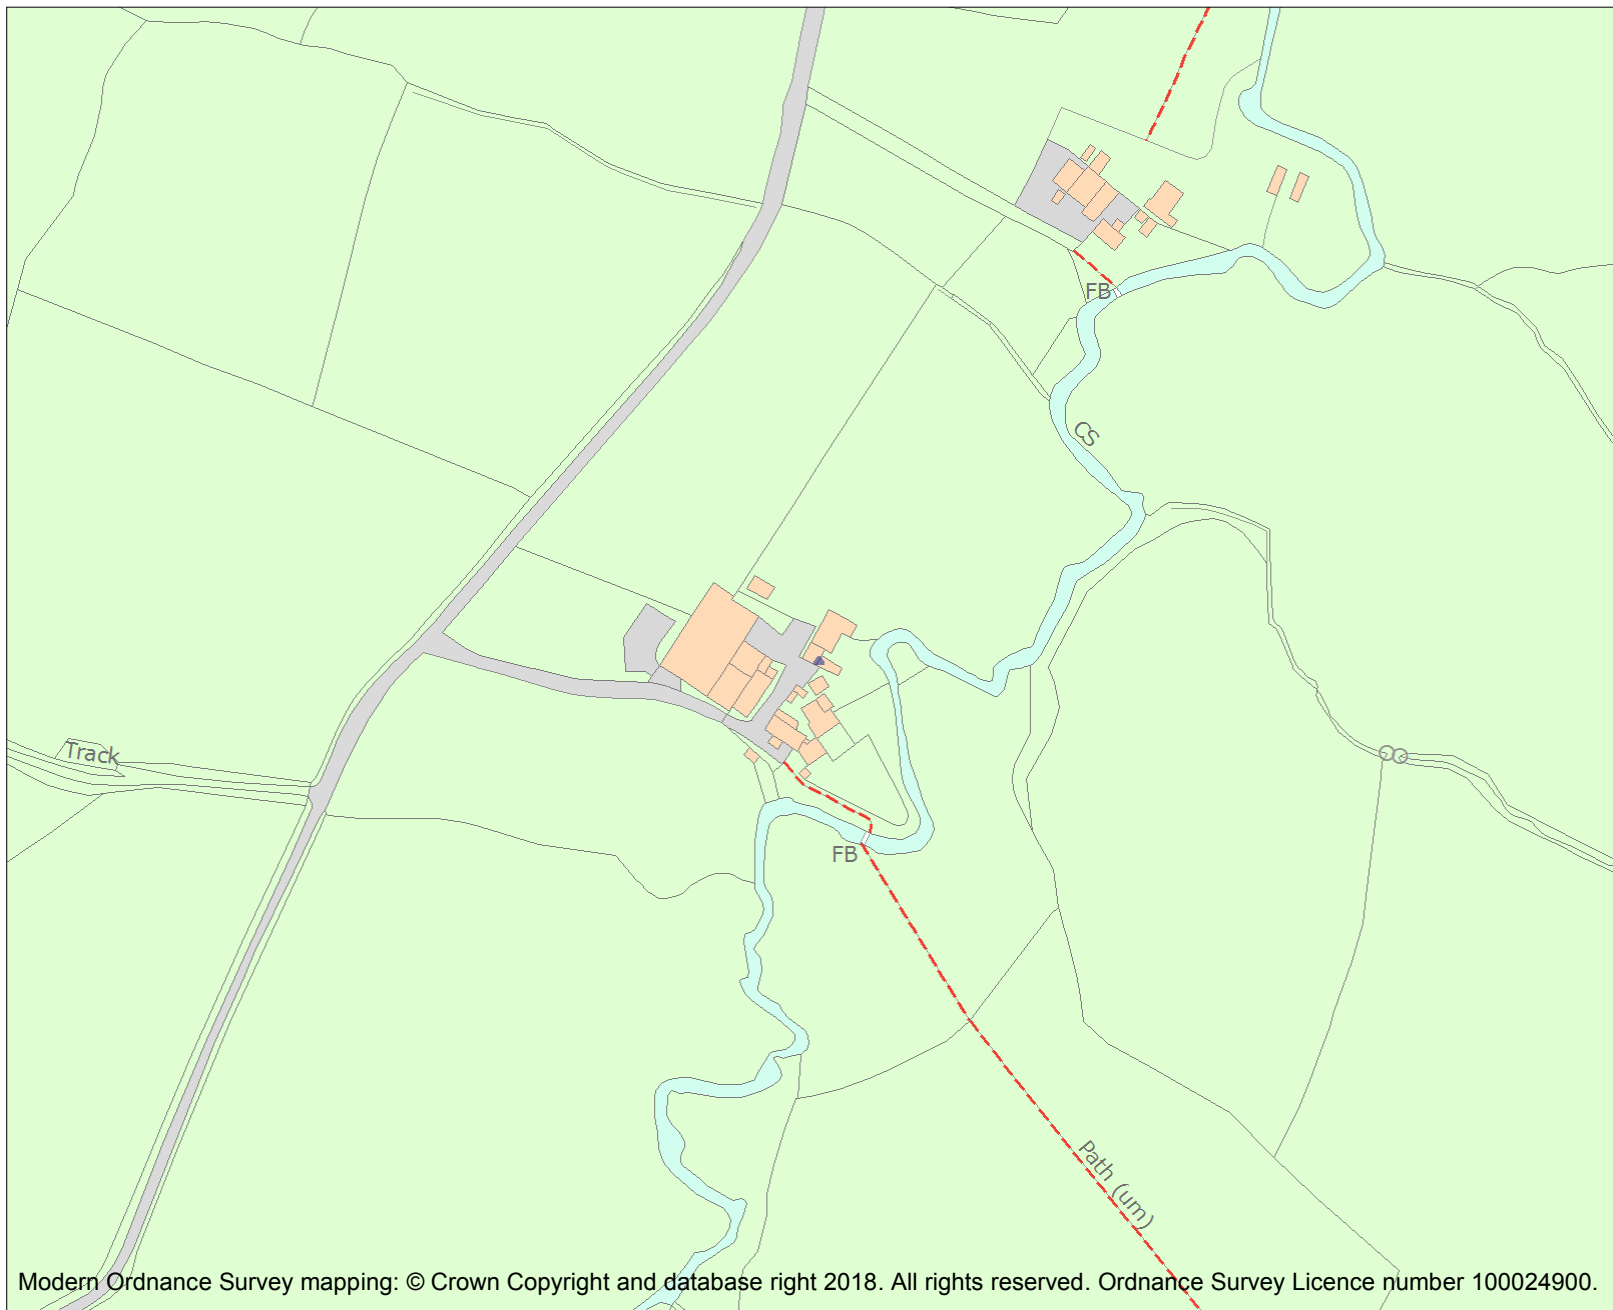 FB
CS
Track
FB
Path (um)
Modern Ordnance Survey mapping: © Crown Copyright and database right 2018. All rights reserved. Ordnance Survey Licence number 100024900.